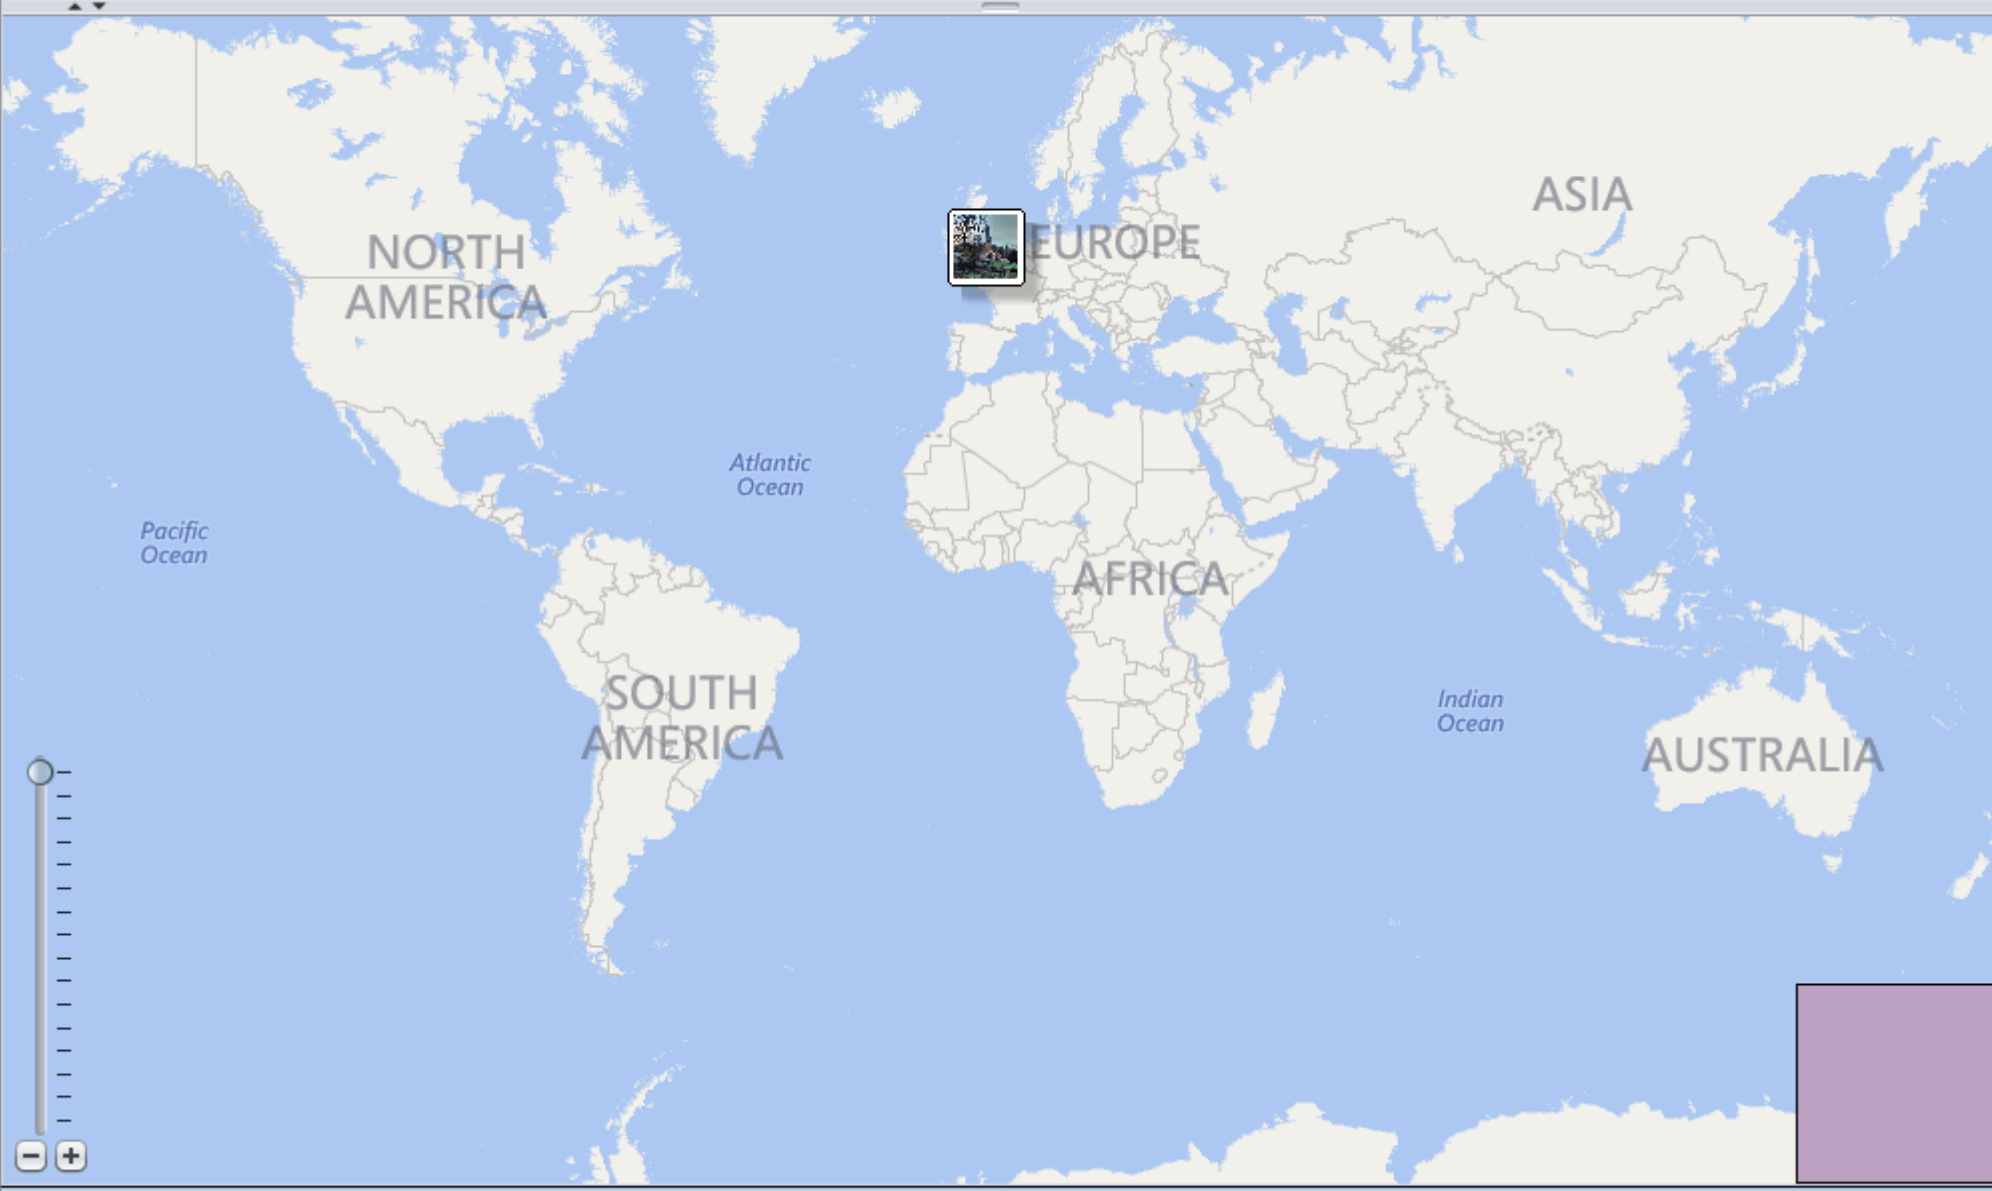 ASIA
NORTH
AMERICA
EUROPE
Atlantic
Ocean
Pacific
Ocean
AFRICA
SOUTH
AMERICA
Indian
Ocean
AUSTRALIA